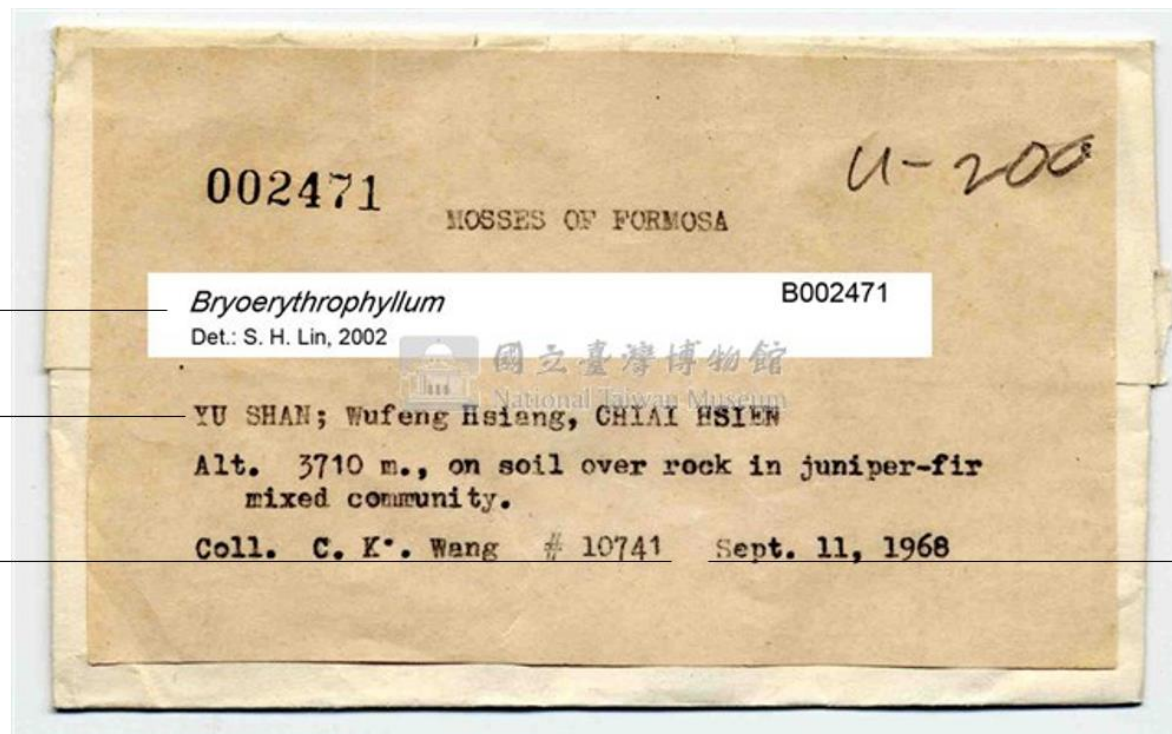 U-200
002471
MOSSES OF FORMOSA
Bryoerythrophyllum B002471
Det.: S. H. Lin, 2002
國立臺灣博物館
National Taiwan Museum
YU SHAN; Wufeng Hsiang, CHIAI HSIEN
Alt. 3710 m., on soil over rock in juniper-fir
mixed community.
Coll. C. K. Wang # 10741 Sept. 11, 1968